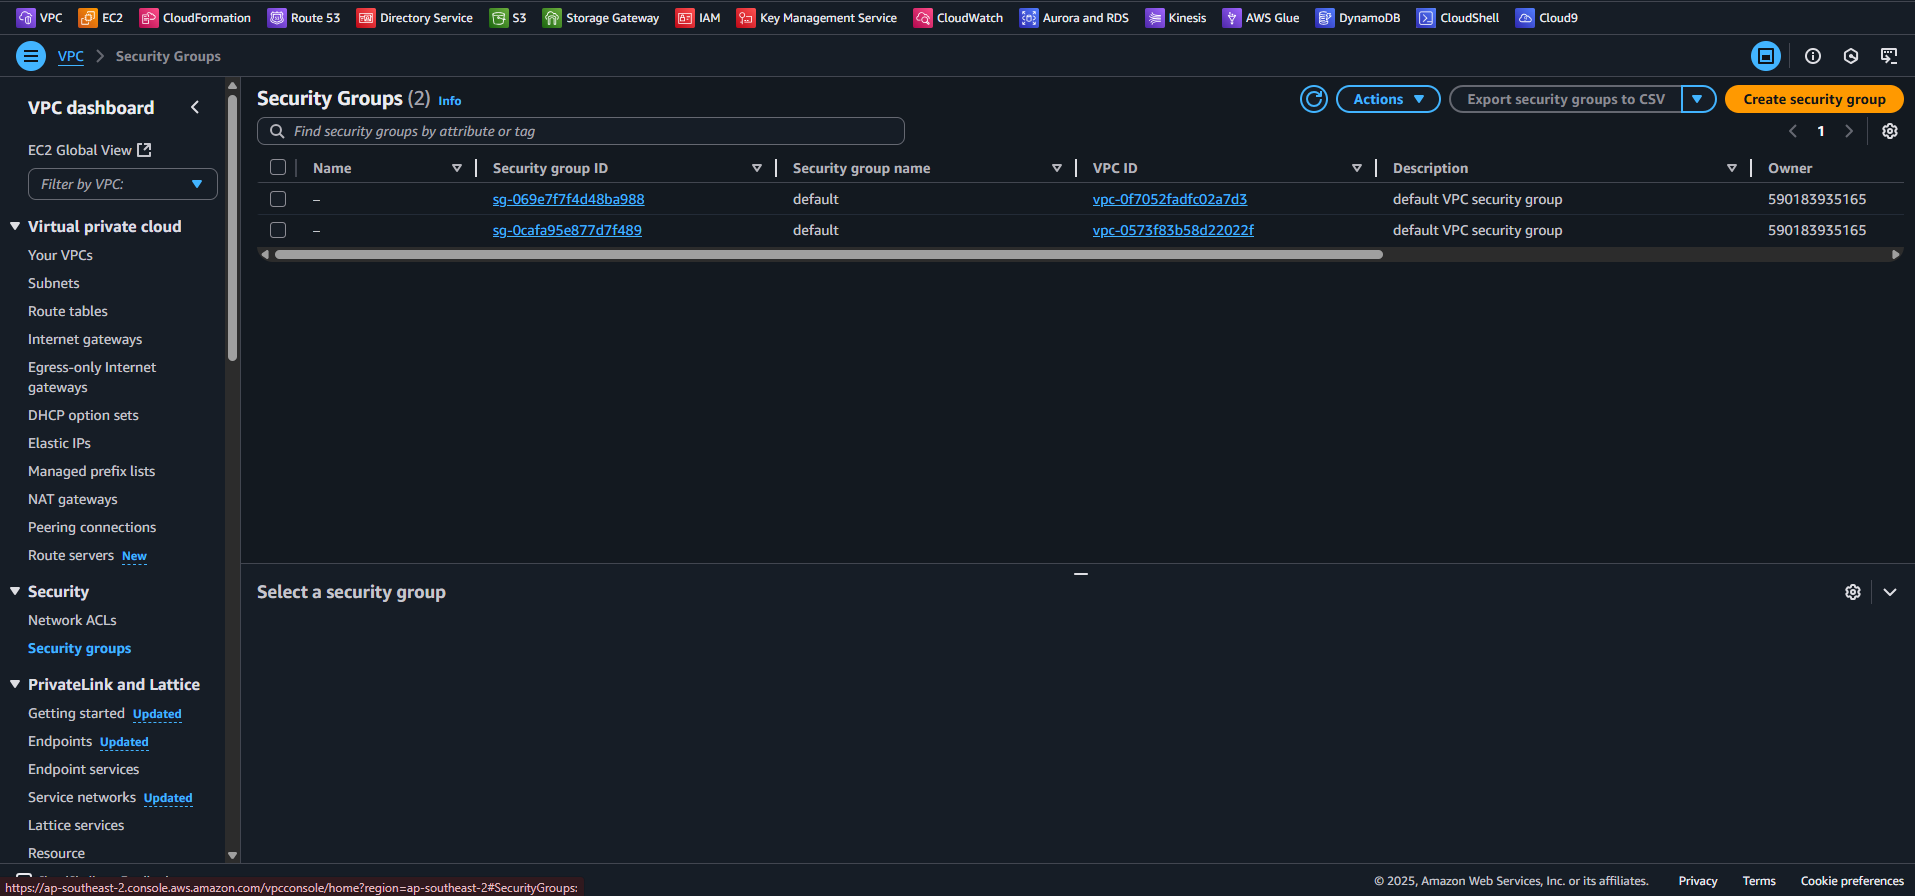 VPC EC2 CloudFormation Route 53 Directory Service S3 Storage Gateway IAM Key Management Service CloudWatch Aurora and RDS Kinesis AWS Glue DynamoDB CloudShell Cloud9
VPC > Security Groups
VPC dashboard
EC2 Global View
Filter by VPC:
Virtual private cloud
Your VPCs
Subnets
Route tables
Internet gateways
Egress-only Internet
gateways
DHCP option sets
Elastic IPs
Managed prefix lists
NAT gateways
Peering connections
Route servers New
Security
Network ACLs
Security groups
PrivateLink and Lattice
Getting started Updated
Endpoints Updated
Endpoint services
Service networks Updated
Lattice services
Resource
Security Groups (2) Info
Actions
Export security groups to CSV
Create security group
Find security groups by attribute or tag
1
Name Security group ID Security group name VPC ID Description Owner
– sg-069e7f7f4d48ba988 default vpc-0f7052fadfc02a7d3 default VPC security group 590183935165
– sg-0cafa95e877d7f489 default vpc-0573f83b58d22022f default VPC security group 590183935165
Select a security group
https://ap-southeast-2.console.aws.amazon.com/vpcconsole/home?region=ap-southeast-2#SecurityGroups:
© 2025, Amazon Web Services, Inc. or its affiliates. Privacy Terms Cookie preferences